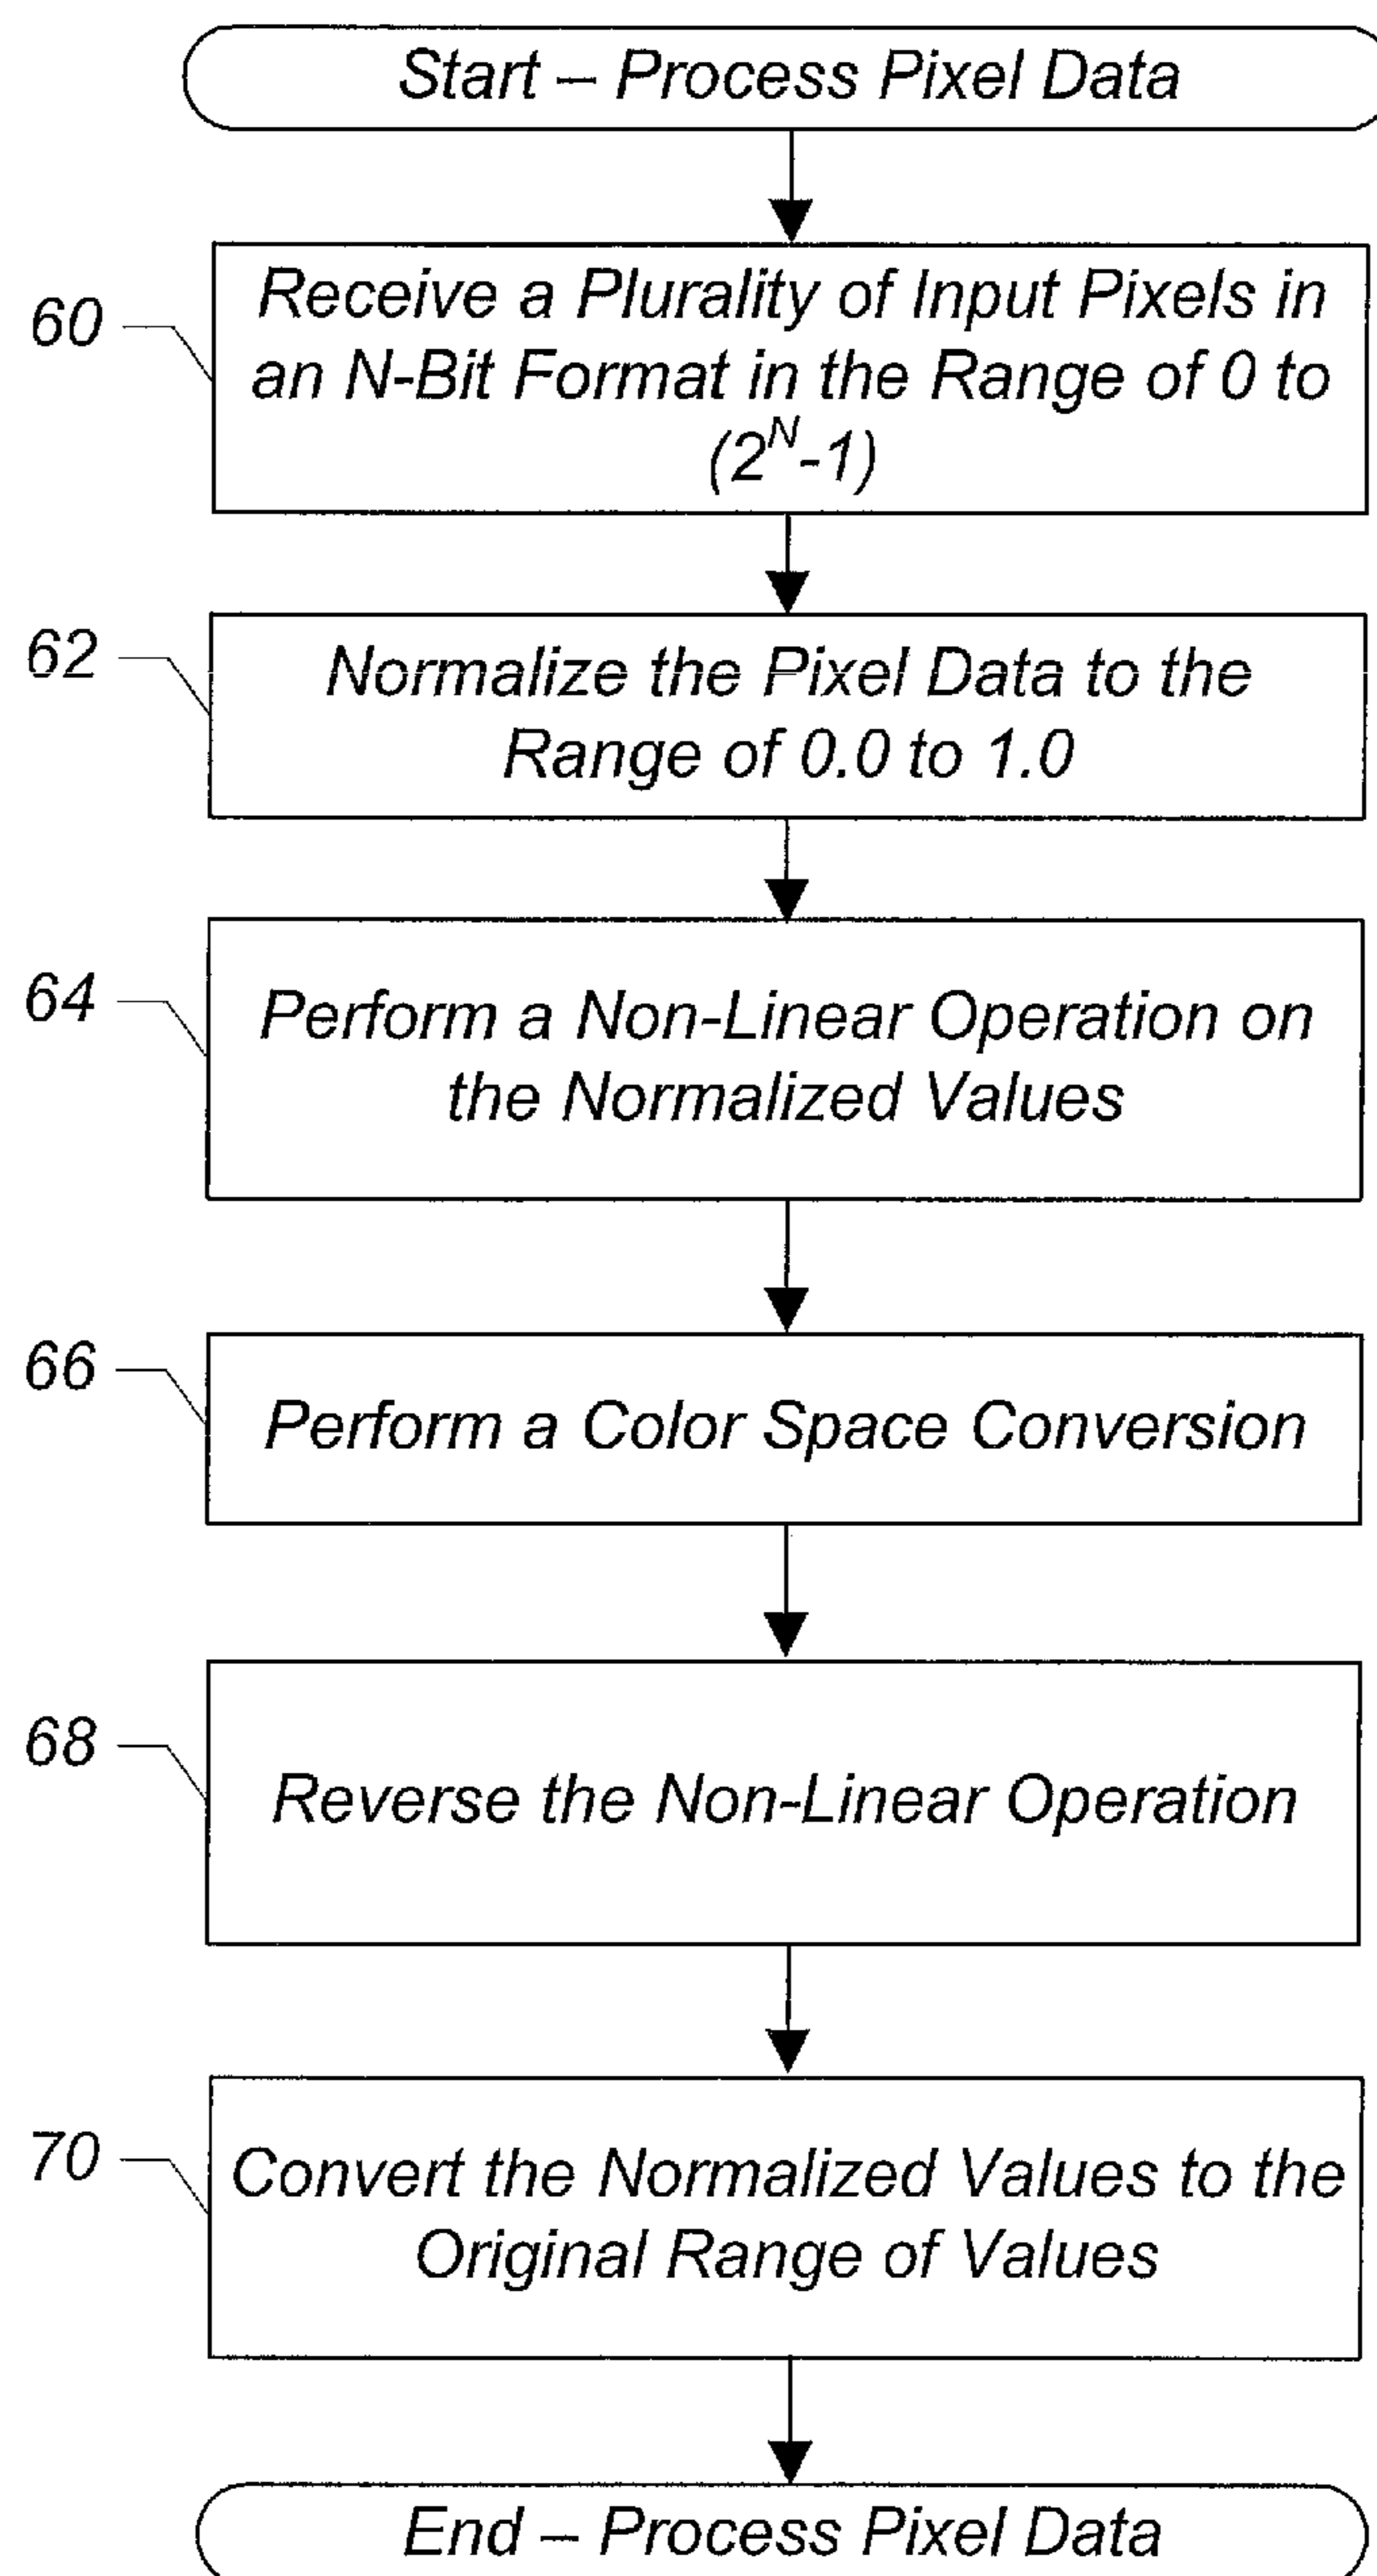 Start – Process Pixel Data
60
Receive a Plurality of Input Pixels in
an N-Bit Format in the Range of 0 to
(2^N-1)
62
Normalize the Pixel Data to the
Range of 0.0 to 1.0
64
Perform a Non-Linear Operation on
the Normalized Values
66
Perform a Color Space Conversion
68
Reverse the Non-Linear Operation
70
Convert the Normalized Values to the
Original Range of Values
End – Process Pixel Data